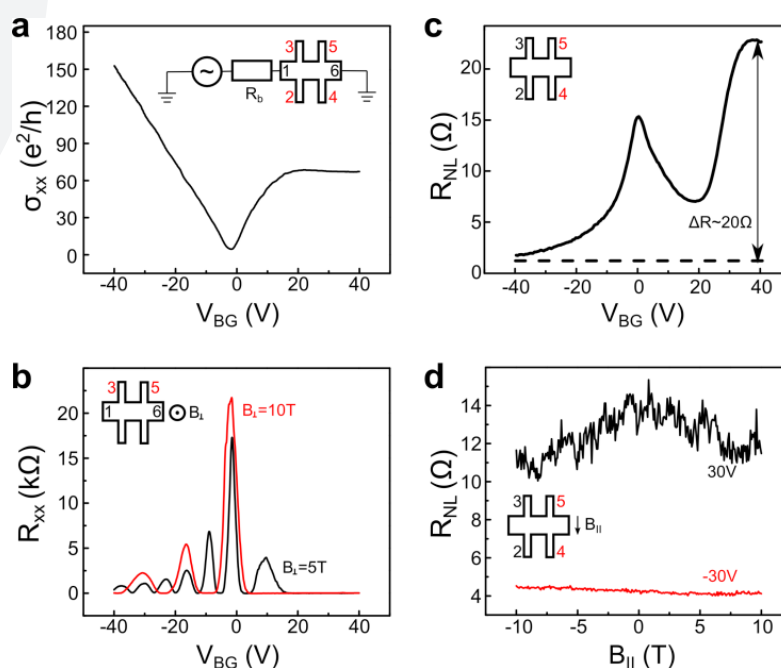 a
3 5
1 6
~
R_b
2 4
σ_xx (e²/h)
180
150
120
90
60
30
0
-40 -20 0 20 40
V_BG (V)
c
3 5
2 4
R_NL (Ω)
20
15
10
5
0
ΔR~20Ω
-40 -20 0 20 40
V_BG (V)
b
3 5
1 6 B⊥
B⊥=10T
B⊥=5T
R_xx (kΩ)
20
15
10
5
0
-40 -20 0 20 40
V_BG (V)
d
30V
3 5
B_II
2 4
-30V
R_NL (Ω)
16
14
12
10
8
6
4
-10 -5 0 5 10
B_II (T)